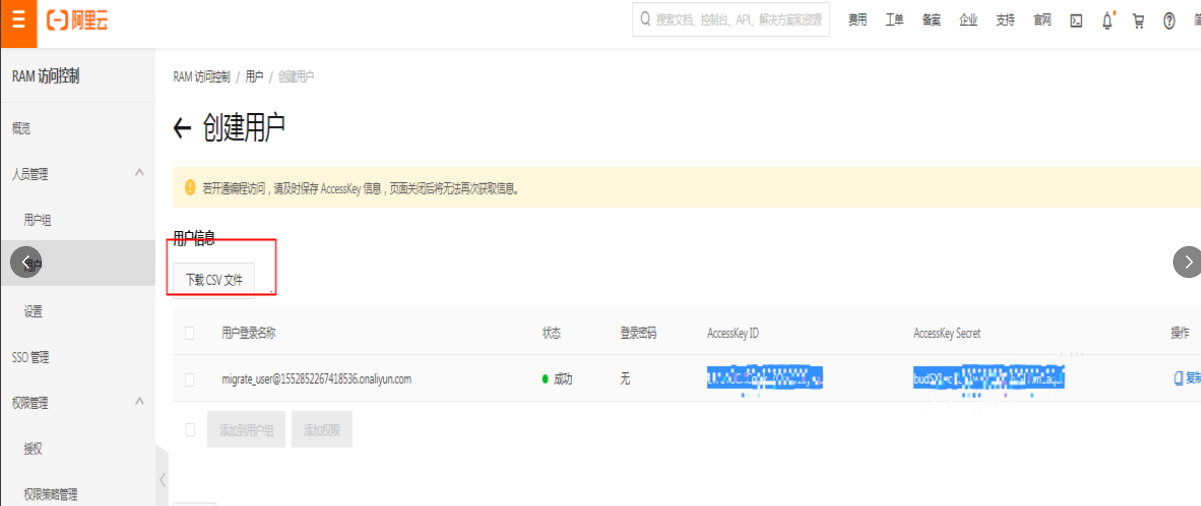 阿里云
搜索文档、控制台、API、解决方案和资源 费用 工单 备案 企业 支持 官网
RAM 访问控制
RAM 访问控制 / 用户 / 创建用户
概览
← 创建用户
人员管理
若开通编程访问，请及时保存 AccessKey 信息，页面关闭后将无法再次获取信息。
用户组
用户信息
用户
下载 CSV 文件
设置
用户登录名称 状态 登录密码 AccessKey ID AccessKey Secret 操作
SSO 管理
migrate_user@1552852267418536.onaliyun.com 成功 无 复制
权限管理
添加到用户组 添加权限
授权
权限策略管理